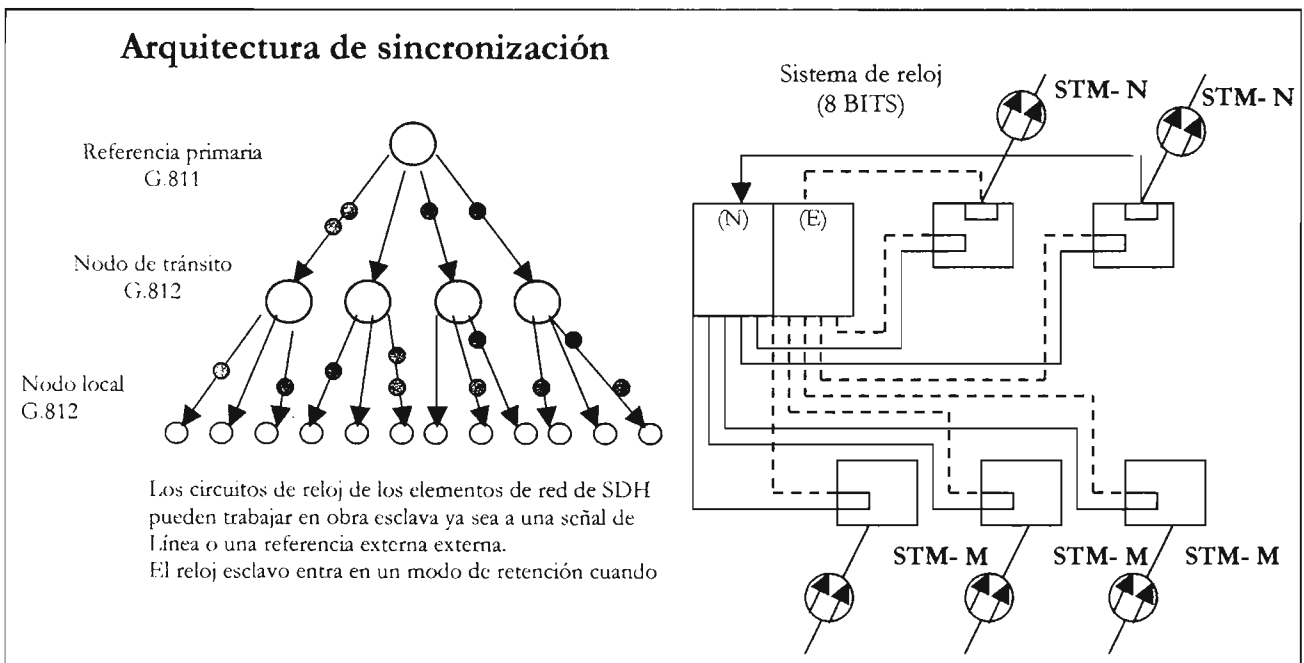 Arquitectura de sincronización
Referencia primaria
G.811
Nodo de tránsito
G.812
Nodo local
G.812
Los circuitos de reloj de los elementos de red de SDH
pueden trabajar en obra esclava ya sea a una señal de
Línea o una referencia externa externa.
El reloj esclavo entra en un modo de retención cuando
Sistema de reloj
(8 BITS)
STM- N
STM- N
(N)
(E)
STM- M
STM- M
STM- M